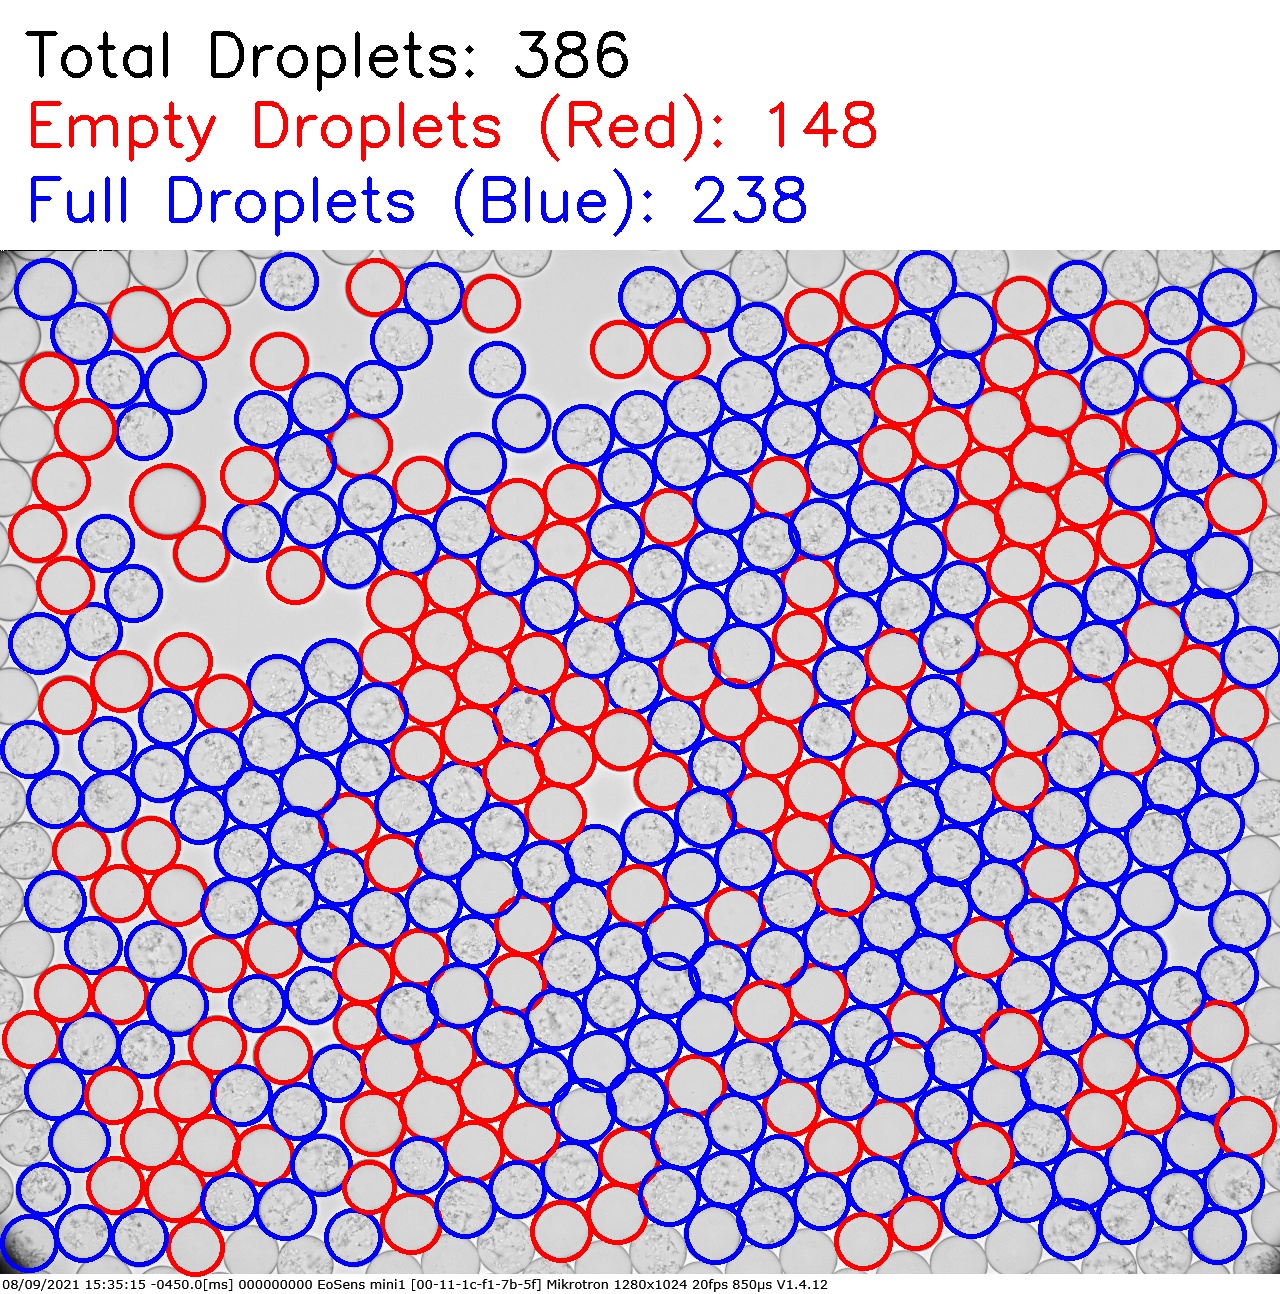 Total Droplets: 386
Empty Droplets (Red): 148
Full Droplets (Blue): 238
08/09/2021 15:35:15 -0450.0[ms] 000000000 EoSens mini1 [00-11-1c-f1-7b-5f] Mikrotron 1280x1024 20fps 850µs V1.4.12